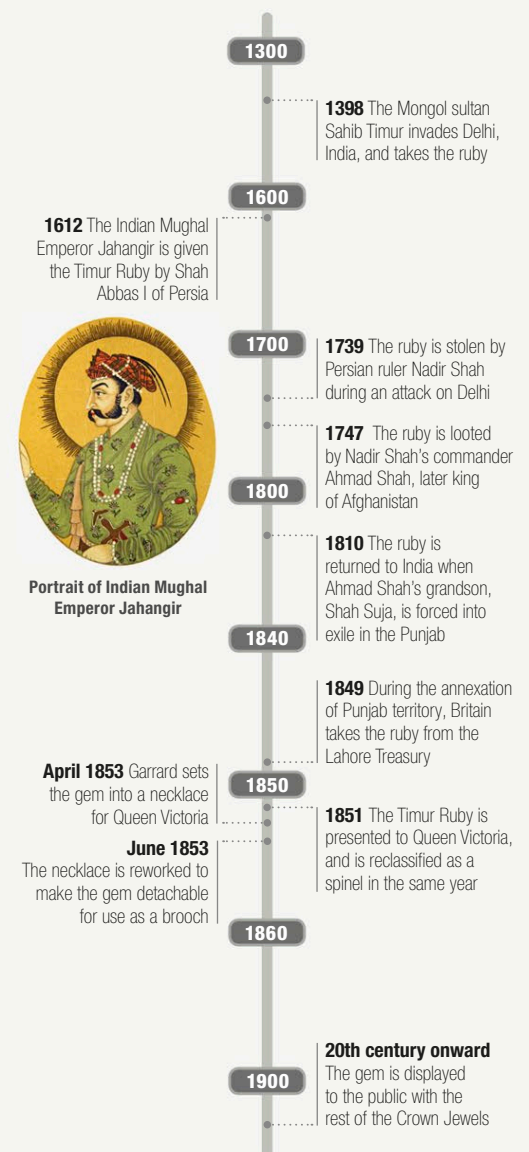 1300
1398 The Mongol sultan
Sahib Timur invades Delhi,
India, and takes the ruby
1600
1612 The Indian Mughal
Emperor Jahangir is given
the Timur Ruby by Shah
Abbas I of Persia
1700
1739 The ruby is stolen by
Persian ruler Nadir Shah
during an attack on Delhi
1747 The ruby is looted
by Nadir Shah's commander
Ahmad Shah, later king
of Afghanistan
1800
Portrait of Indian Mughal
Emperor Jahangir
1810 The ruby is
returned to India when
Ahmad Shah's grandson,
Shah Suja, is forced into
exile in the Punjab
1840
1849 During the annexation
of Punjab territory, Britain
takes the ruby from the
Lahore Treasury
1850
April 1853 Garrard sets
the gem into a necklace
for Queen Victoria
1851 The Timur Ruby is
presented to Queen Victoria,
and is reclassified as a
spinel in the same year
June 1853
The necklace is reworked to
make the gem detachable
for use as a brooch
1860
1900
20th century onward
The gem is displayed
to the public with the
rest of the Crown Jewels